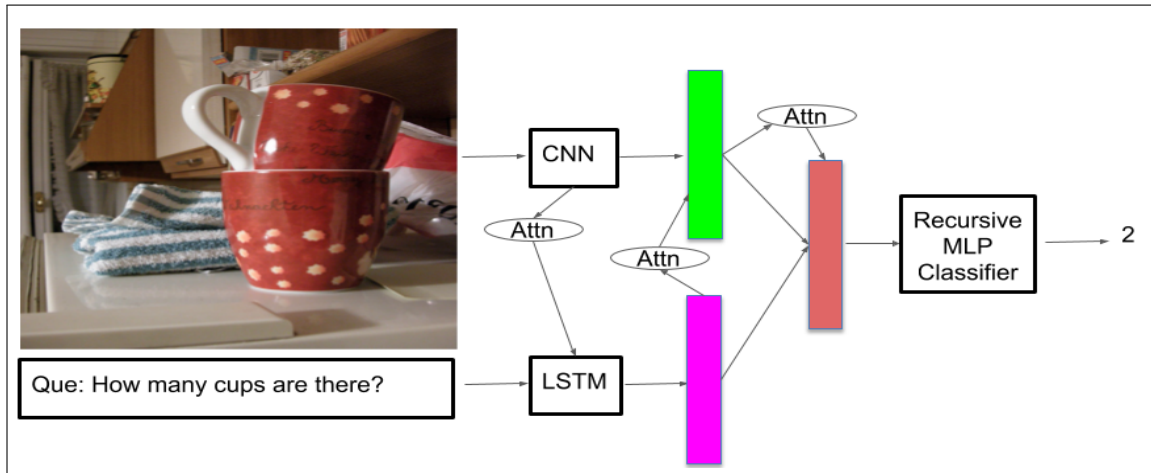 CNN
Attn
Attn
Attn
LSTM
Recursive
MLP
Classifier
2
Que: How many cups are there?